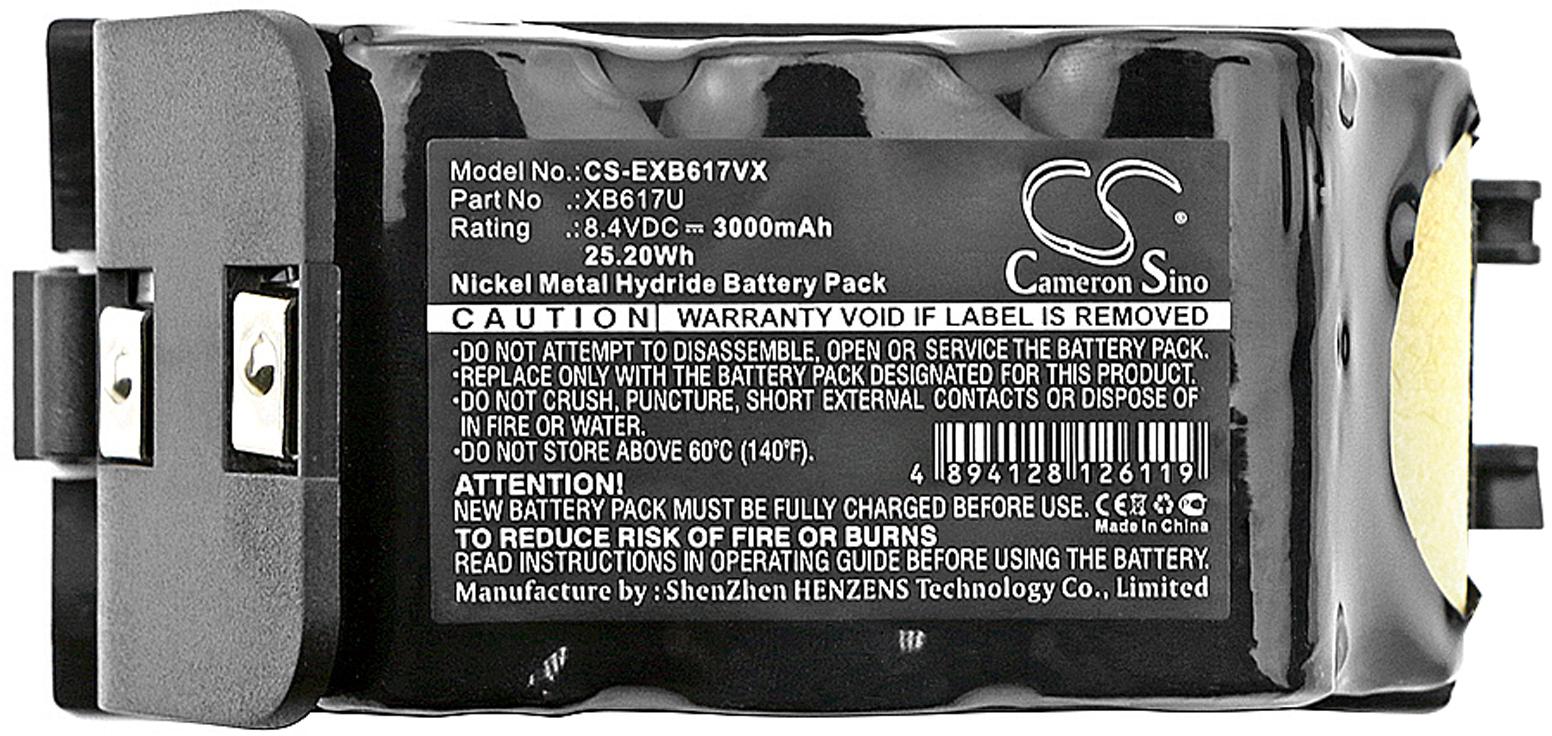 Model No.:CS-EXB617VX
Part No .:XB617U
Rating .:8.4VDC ⎓ 3000mAh
25.20Wh
Nickel Metal Hydride Battery Pack
CS®
Cameron Sino
CAUTION WARRANTY VOID IF LABEL IS REMOVED
•DO NOT ATTEMPT TO DISASSEMBLE, OPEN OR SERVICE THE BATTERY PACK.
•REPLACE ONLY WITH THE BATTERY PACK DESIGNATED FOR THIS PRODUCT.
•DO NOT CRUSH, PUNCTURE, SHORT EXTERNAL CONTACTS OR DISPOSE OF
IN FIRE OR WATER.
•DO NOT STORE ABOVE 60°C (140°F).
4 894128 126119
ATTENTION!
NEW BATTERY PACK MUST BE FULLY CHARGED BEFORE USE. CE
Made in China
TO REDUCE RISK OF FIRE OR BURNS
READ INSTRUCTIONS IN OPERATING GUIDE BEFORE USING THE BATTERY.
Manufacture by :ShenZhen HENZENS Technology Co., Limited